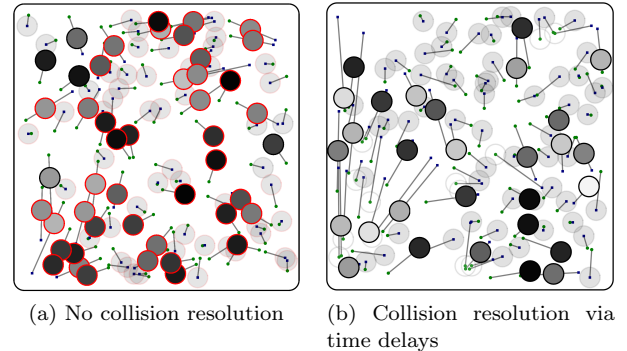 (a) No collision resolution
(b) Collision resolution via
time delays